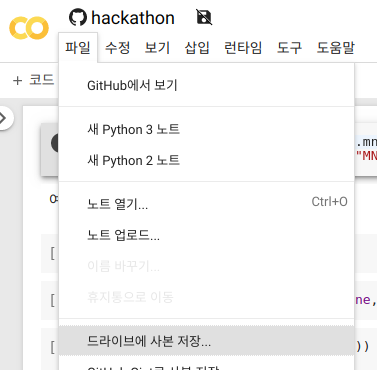 hackathon
파일 수정 보기 삽입 런타임 도구 도움말
+ 코드
GitHub에서 보기
새 Python 3 노트
.mn
새 Python 2 노트
"MN
노트 열기... Ctrl+O
노트 업로드...
[
이름 바꾸기...
휴지통으로 이동
[ ne,
드라이브에 사본 저장...
[ ))